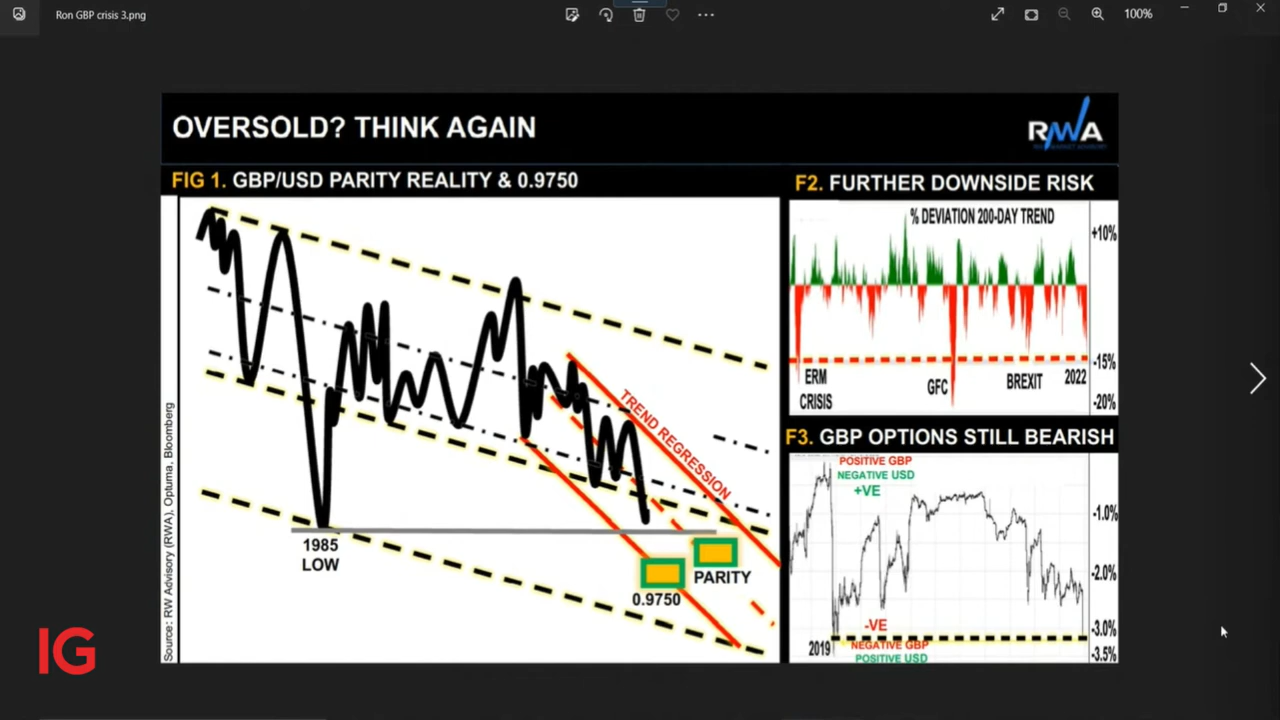 Ron GBP crisis 3.png
100%
OVERSOLD? THINK AGAIN
RWA
FIG 1. GBP/USD PARITY REALITY & 0.9750
TREND REGRESSION
1985
LOW
0.9750
PARITY
Source: RW Advisory (RWA), Optuma, Bloomberg
F2. FURTHER DOWNSIDE RISK
% DEVIATION 200-DAY TREND
+10%
-15%
-20%
ERM
CRISIS
GFC
BREXIT
2022
F3. GBP OPTIONS STILL BEARISH
POSITIVE GBP
NEGATIVE USD
+VE
-1.0%
-2.0%
-3.0%
-3.5%
-VE
2019
NEGATIVE GBP
POSITIVE USD
IG